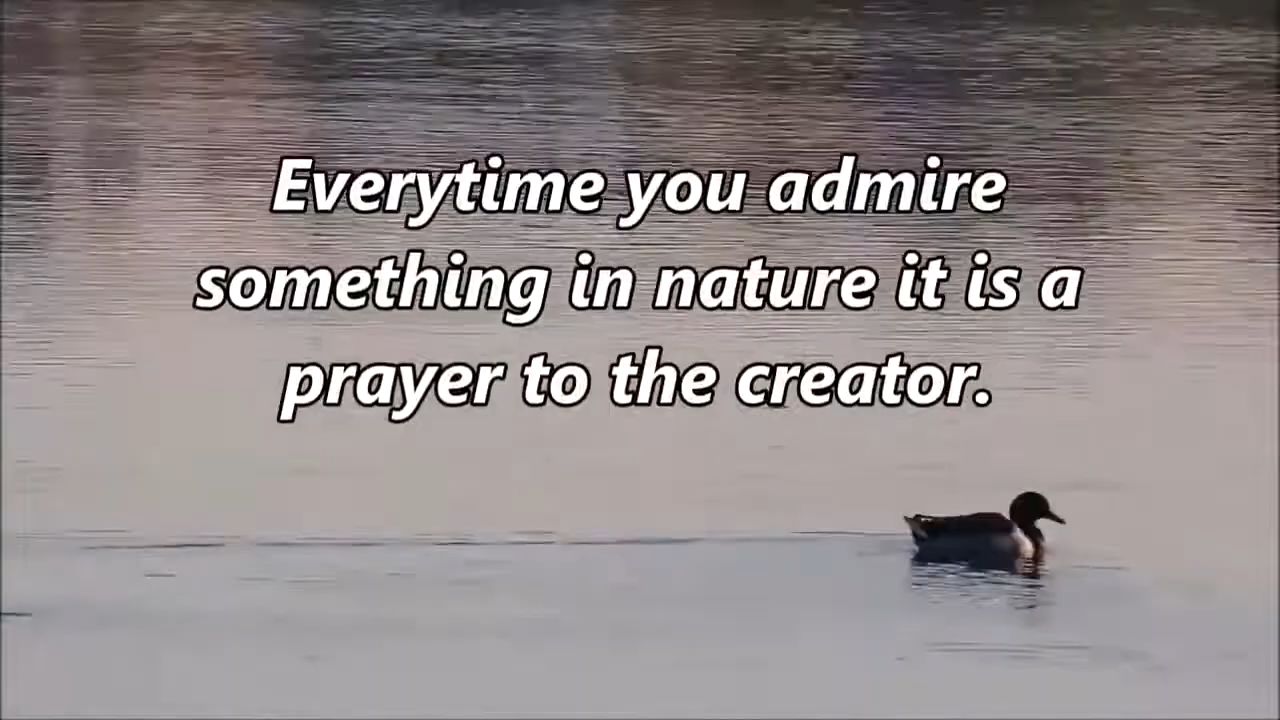 Everytime you admire
something in nature it is a
prayer to the creator.